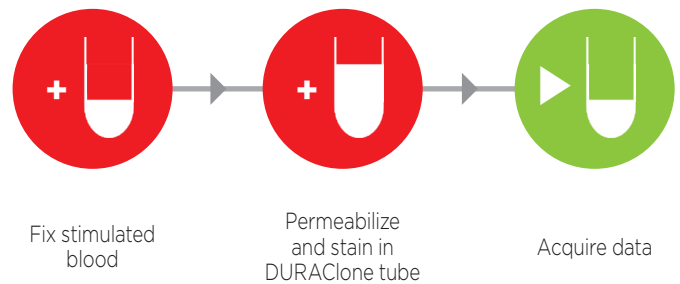 Fix stimulated
blood
Permeabilize
and stain in
DURAClone tube
Acquire data